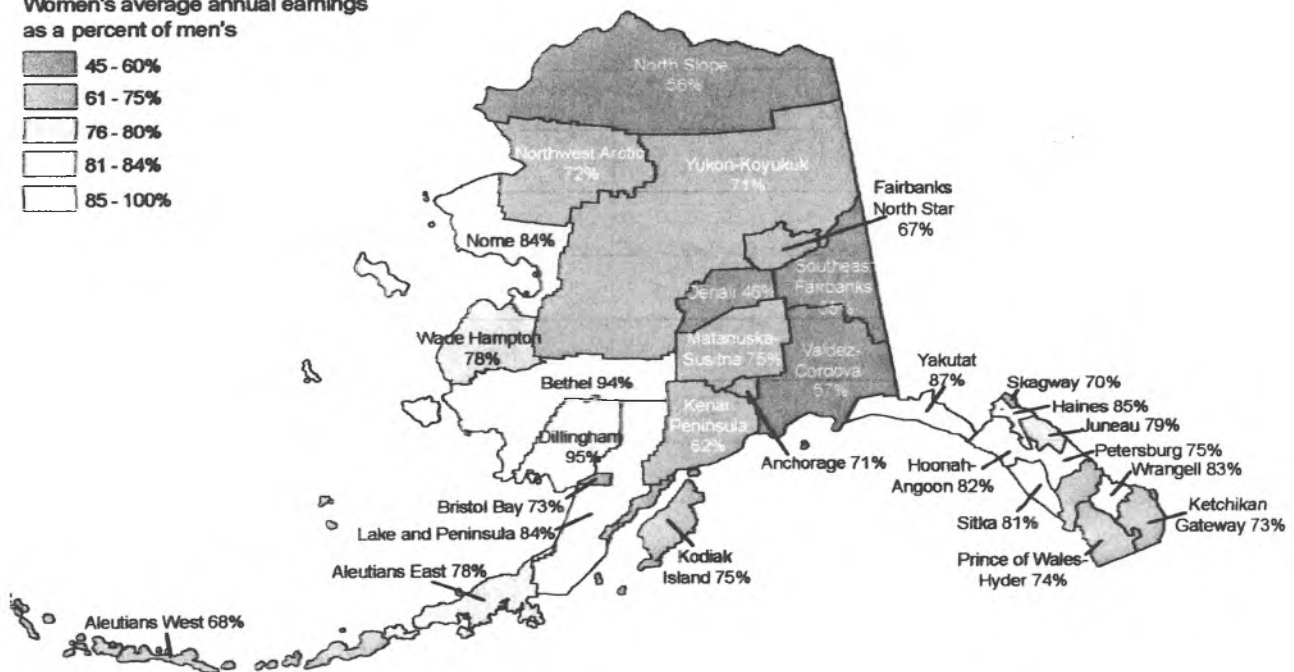 Women's average annual earnings
as a percent of men's
45 - 60%
61 - 75%
76 - 80%
81 - 84%
85 - 100%
North Slope
56%
Northwest Arctic
72%
Yukon-Koyukuk
71%
Fairbanks
North Star
67%
Nome 84%
Denali 46%
Southeast
Fairbanks
Wade Hampton
78%
Matanuska-
Susitna 75%
Valdez-
Cordova
57%
Bethel 94%
Yakutat
87%
Skagway 70%
Haines 85%
Juneau 79%
Petersburg 75%
Wrangell 83%
Kenai
Peninsula
62%
Dillingham
95%
Anchorage 71%
Hoonah-
Angoon 82%
Ketchikan
Gateway 73%
Bristol Bay 73%
Lake and Peninsula 84%
Sitka 81%
Kodiak
Island 75%
Prince of Wales-
Hyder 74%
Aleutians East 78%
Aleutians West 68%